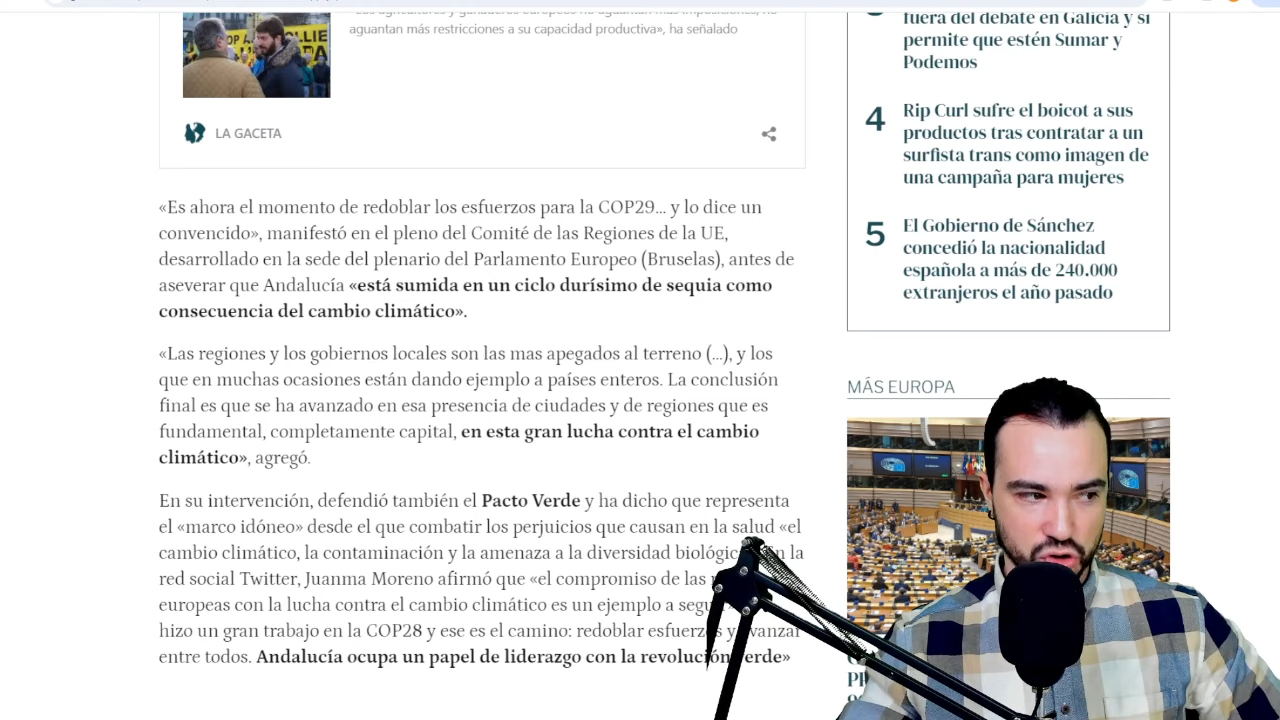 aguantan más restricciones a su capacidad productiva», ha señalado
LA GACETA
«Es ahora el momento de redoblar los esfuerzos para la COP29... y lo dice un
convencido», manifestó en el pleno del Comité de las Regiones de la UE,
desarrollado en la sede del plenario del Parlamento Europeo (Bruselas), antes de
aseverar que Andalucía «está sumida en un ciclo durísimo de sequia como
consecuencia del cambio climático».
«Las regiones y los gobiernos locales son las mas apegados al terreno (...), y los
que en muchas ocasiones están dando ejemplo a países enteros. La conclusión
final es que se ha avanzado en esa presencia de ciudades y de regiones que es
fundamental, completamente capital, en esta gran lucha contra el cambio
climático», agregó.
En su intervención, defendió también el Pacto Verde y ha dicho que representa
el «marco idóneo» desde el que combatir los perjuicios que causan en la salud «el
cambio climático, la contaminación y la amenaza a la diversidad la
red social Twitter, Juanma Moreno afirmó que «el compromiso de las
europeas con la lucha contra el cambio climático es un ejemplo a
hizo un gran trabajo en la COP28 y ese es el camino: redoblar esfuerzos y avanzar
entre todos. Andalucía ocupa un papel de liderazgo con la revolución verde»
fuera del debate en Galicia y sí
permite que estén Sumar y
Podemos
4
Rip Curl sufre el boicot a sus
productos tras contratar a un
surfista trans como imagen de
una campaña para mujeres
5
El Gobierno de Sánchez
concedió la nacionalidad
española a más de 240.000
extranjeros el año pasado
MÁS EUROPA